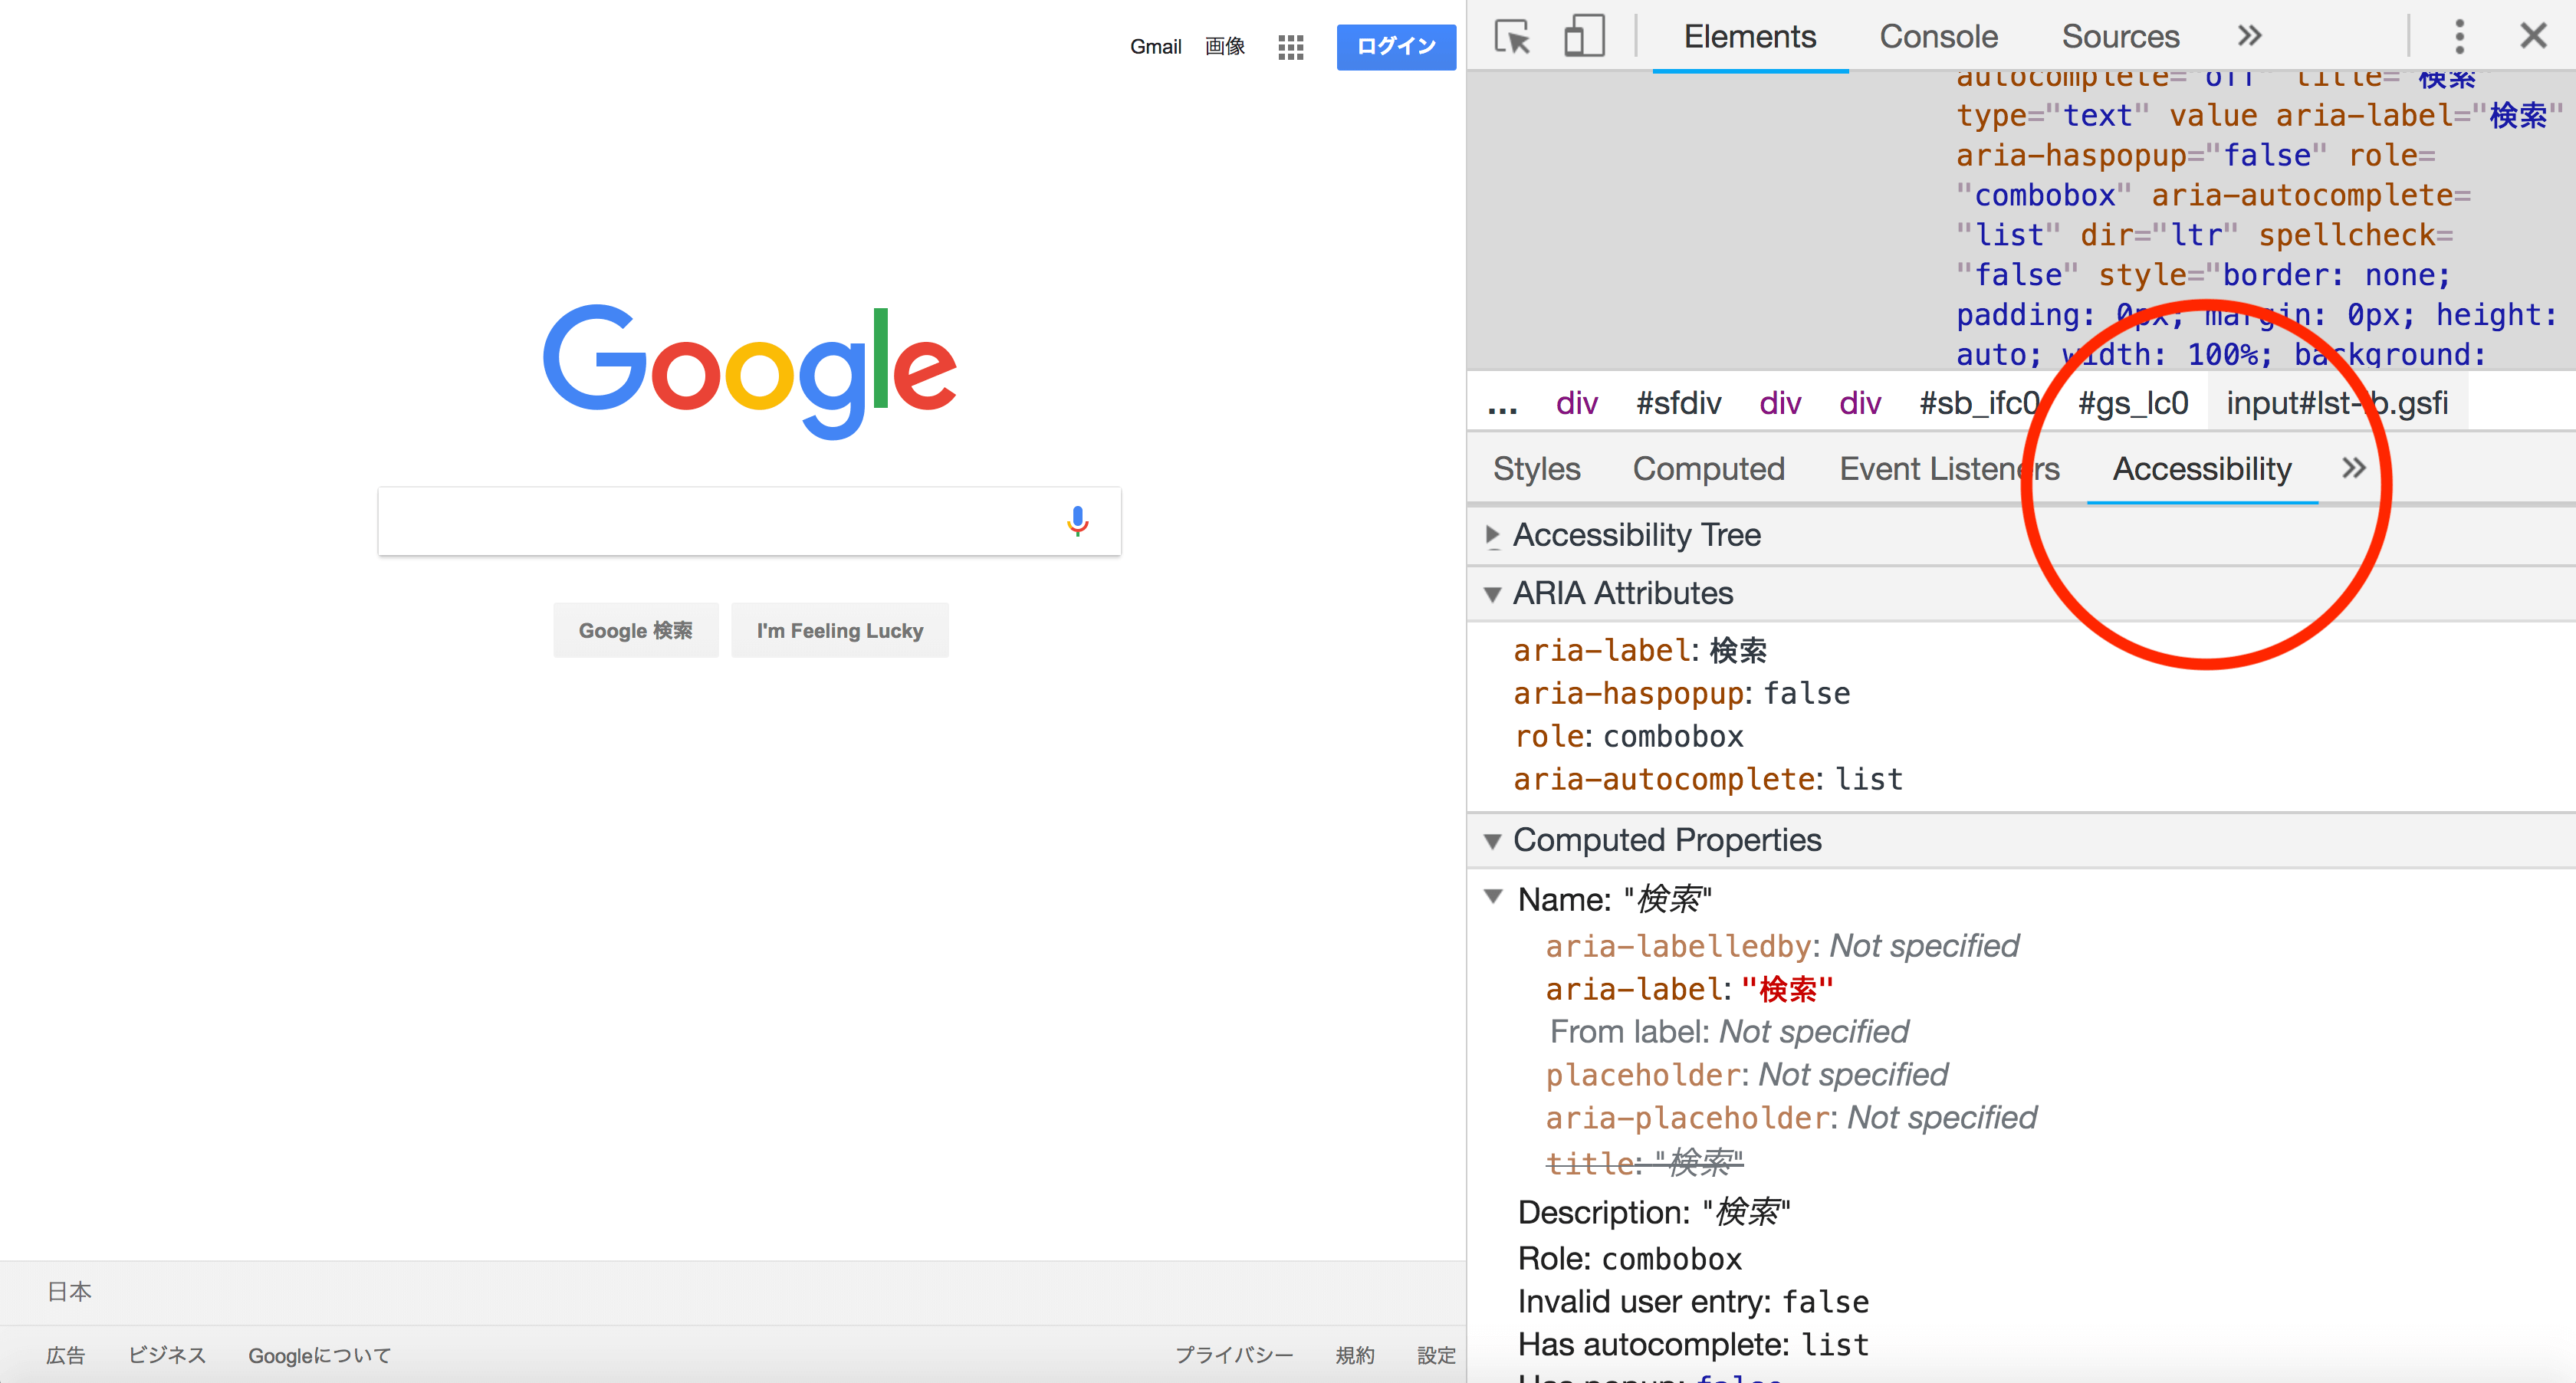 Gmail 画像 ログイン
Google
Google 検索 I'm Feeling Lucky
日本
広告 ビジネス Googleについて プライバシー 規約 設定
Elements Console Sources »
autocomplete="off" title="検索"
type="text" value aria-label="検索"
aria-haspopup="false" role=
"combobox" aria-autocomplete=
"list" dir="ltr" spellcheck=
"false" style="border: none;
padding: 0px; margin: 0px; height:
auto; width: 100%; background:
... div #sfdiv div div #sb_ifc0 #gs_lc0 input#lst-ib.gsfi
Styles Computed Event Listeners Accessibility »
Accessibility Tree
ARIA Attributes
aria-label: 検索
aria-haspopup: false
role: combobox
aria-autocomplete: list
Computed Properties
Name: "検索"
aria-labelledby: Not specified
aria-label: "検索"
From label: Not specified
placeholder: Not specified
aria-placeholder: Not specified
title: "検索"
Description: "検索"
Role: combobox
Invalid user entry: false
Has autocomplete: list
Has popup: false